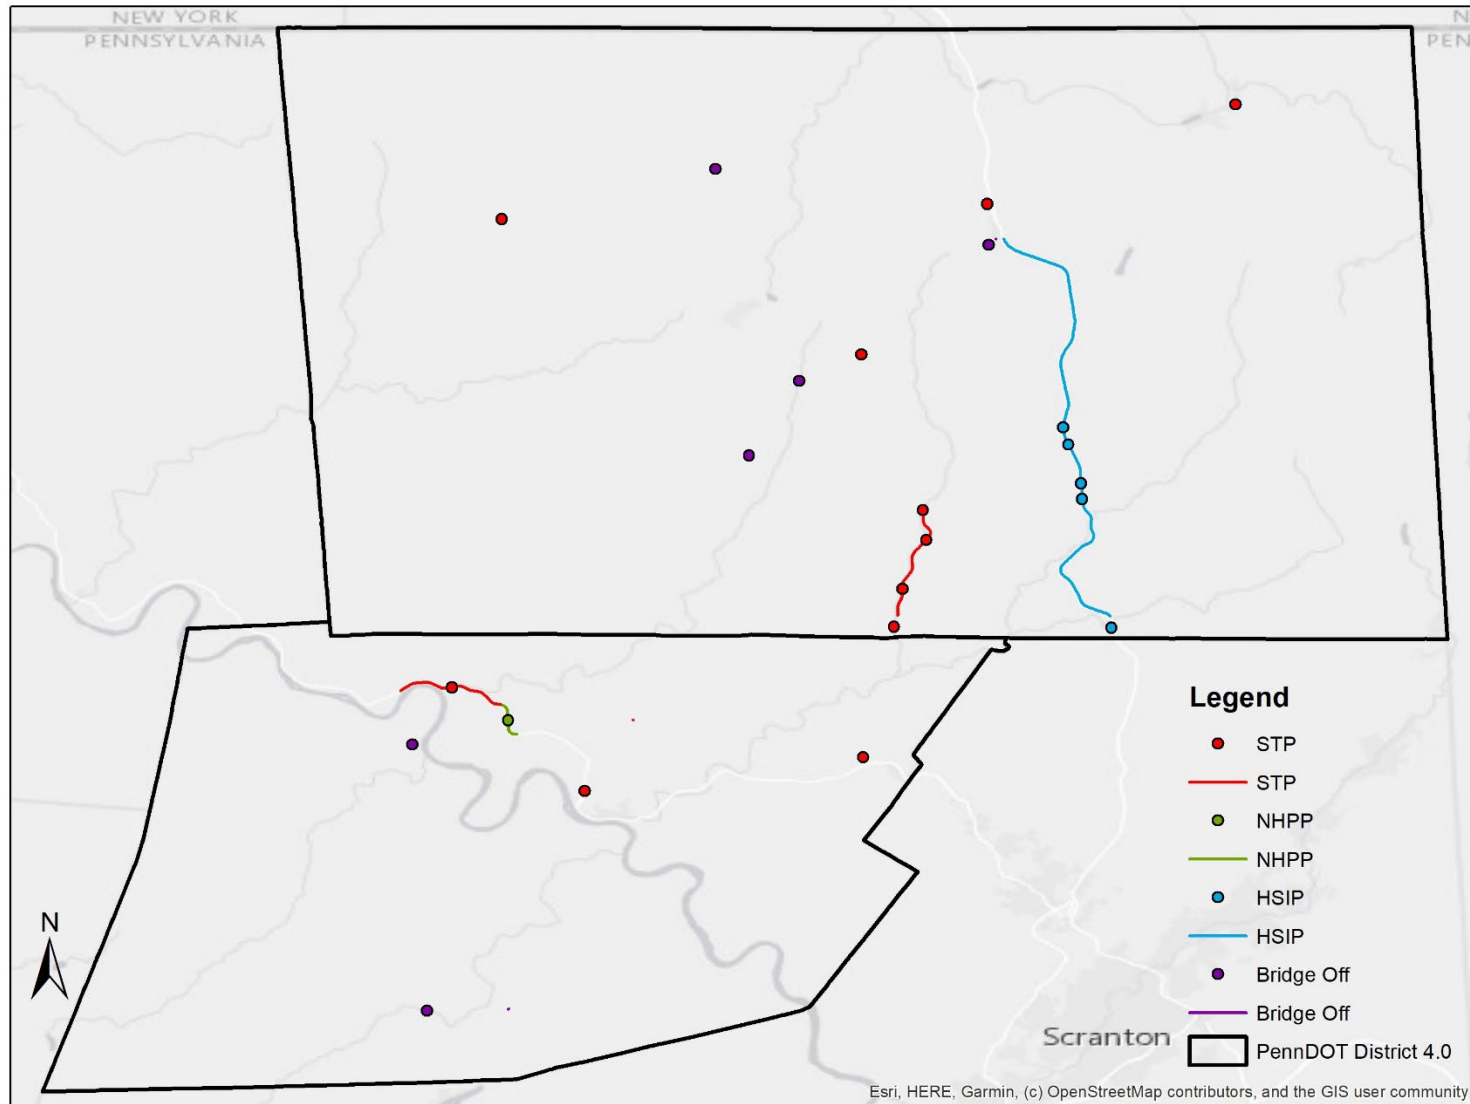 NEW YORK
PENNSYLVANIA
N
PEN
Legend
STP
STP
NHPP
NHPP
HSIP
HSIP
Bridge Off
Bridge Off
PennDOT District 4.0
N
Scranton
Esri, HERE, Garmin, (c) OpenStreetMap contributors, and the GIS user community